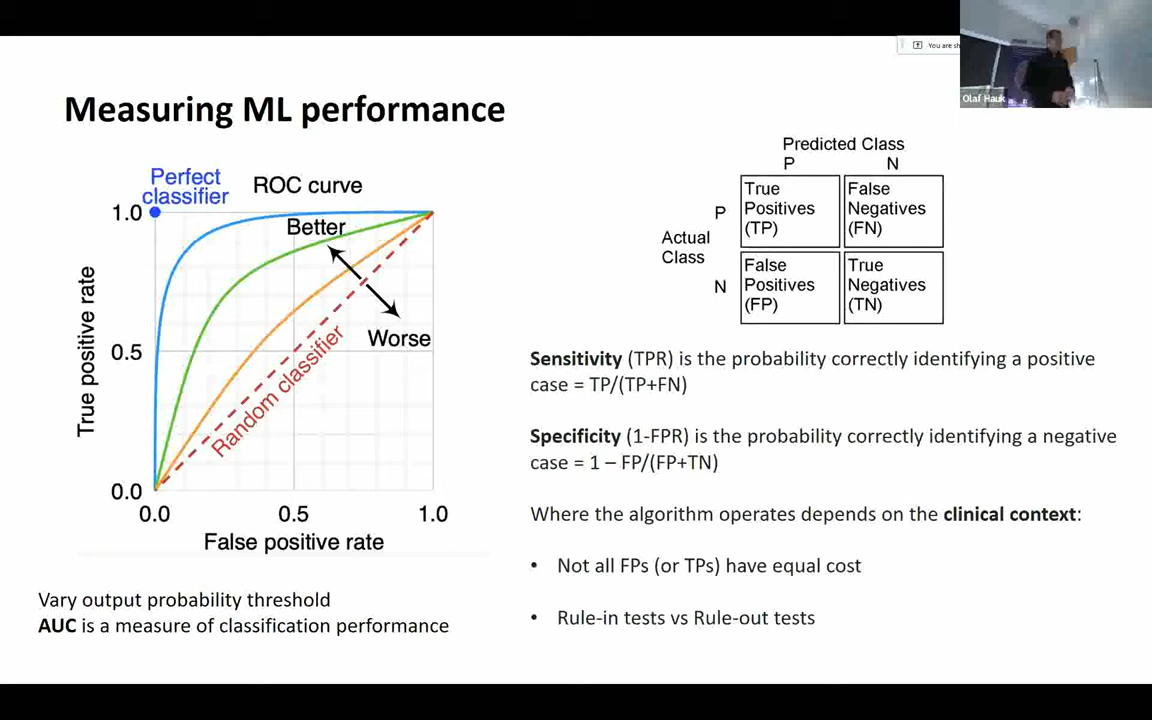 You are sh
Olaf Hauk
Measuring ML performance
Perfect
classifier
ROC curve
1.0
Better
Worse
Random classifier
0.5
True positive rate
0.0
0.0
0.5
1.0
False positive rate
Vary output probability threshold
AUC is a measure of classification performance
Predicted Class
P
N
Actual
Class
P
True
Positives
(TP)
False
Negatives
(FN)
N
False
Positives
(FP)
True
Negatives
(TN)
Sensitivity (TPR) is the probability correctly identifying a positive
case = TP/(TP+FN)
Specificity (1-FPR) is the probability correctly identifying a negative
case = 1 – FP/(FP+TN)
Where the algorithm operates depends on the clinical context:
• Not all FPs (or TPs) have equal cost
• Rule-in tests vs Rule-out tests